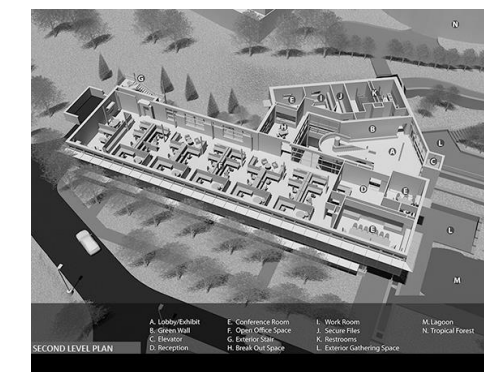 N
G
E
I
J
K
H
B
A
L
C
D
E
E
L
M
A. Lobby/Exhibit
B. Green Wall
C. Elevator
D. Reception
E. Conference Room
F. Open Office Space
G. Exterior Stair
H. Break Out Space
I. Work Room
J. Secure Files
K. Restrooms
L. Exterior Gathering Space
M. Lagoon
N. Tropical Forest
SECOND LEVEL PLAN